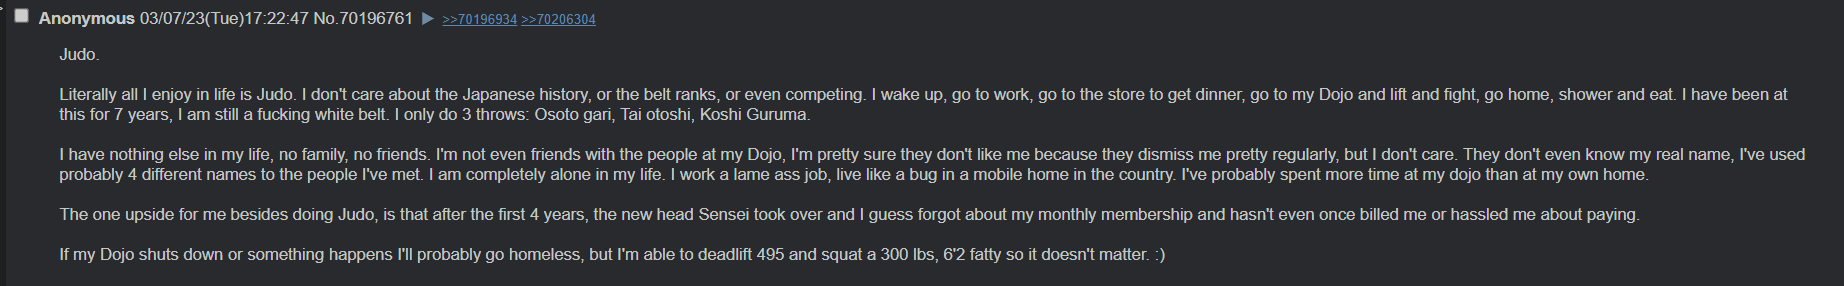 Anonymous 03/07/23(Tue)17:22:47 No.70196761 ▶ >>70196934 >>70206304
Judo.
Literally all I enjoy in life is Judo. I don't care about the Japanese history, or the belt ranks, or even competing. I wake up, go to work, go to the store to get dinner, go to my Dojo and lift and fight, go home, shower and eat. I have been at
this for 7 years, I am still a fucking white belt. I only do 3 throws: Osoto gari, Tai otoshi, Koshi Guruma.
I have nothing else in my life, no family, no friends. I'm not even friends with the people at my Dojo, I'm pretty sure they don't like me because they dismiss me pretty regularly, but I don't care. They don't even know my real name, I've used
probably 4 different names to the people I've met. I am completely alone in my life. I work a lame ass job, live like a bug in a mobile home in the country. I've probably spent more time at my dojo than at my own home.
The one upside for me besides doing Judo, is that after the first 4 years, the new head Sensei took over and I guess forgot about my monthly membership and hasn't even once billed me or hassled me about paying.
If my Dojo shuts down or something happens I'll probably go homeless, but I'm able to deadlift 495 and squat a 300 lbs, 6'2 fatty so it doesn't matter. :)